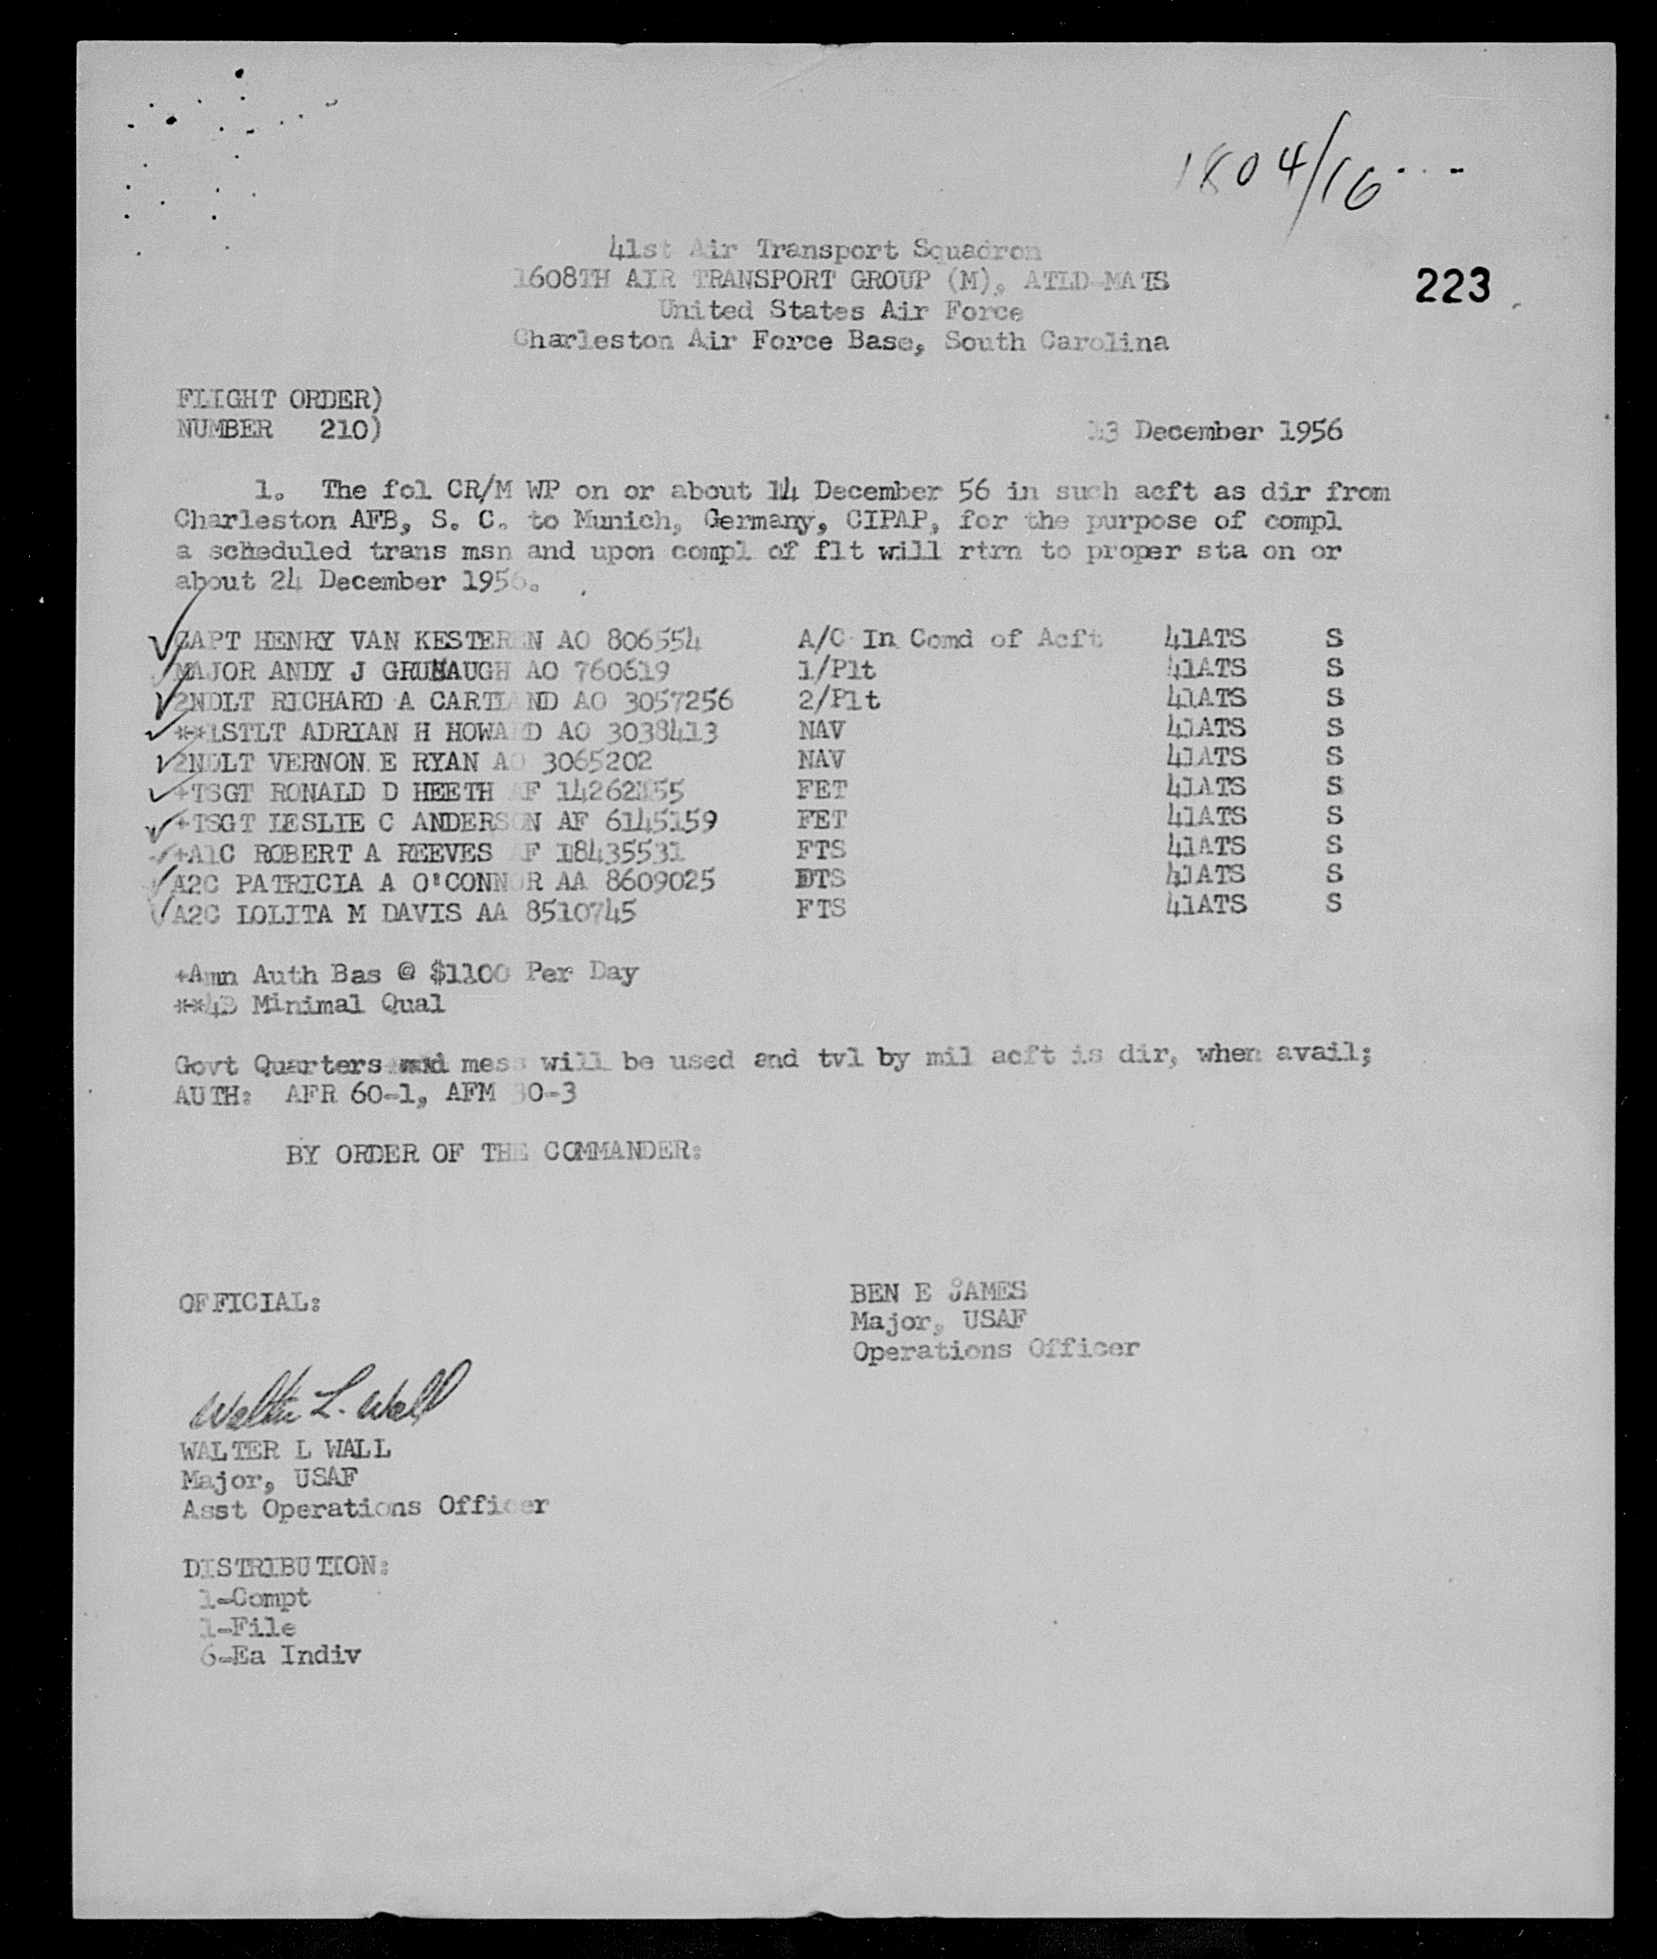 1804/16
41st Air Transport Squadron
1608TH AIR TRANSPORT GROUP (M), ATLD-MATS
223
United States Air Force
Charleston Air Force Base, South Carolina
FLIGHT ORDER)
NUMBER 210)
13 December 1956
1. The fol CR/M WP on or about 14 December 56 in such acft as dir from
Charleston AFB, S. C. to Munich, Germany, CIPAP, for the purpose of compl
a scheduled trans msn and upon compl of flt will rtrn to proper sta on or
about 24 December 1956.
CAPT HENRY VAN KESTEREN AO 806554 A/C In Comd of Acft 41ATS S
MAJOR ANDY J GRUNAUGH AO 760619 1/Plt 41ATS S
2NDLT RICHARD A CARTLAND AO 3057256 2/Plt 41ATS S
**1STLT ADRIAN H HOWARD AO 3038413 NAV 41ATS S
2NDLT VERNON E RYAN AO 3065202 NAV 41ATS S
+TSGT RONALD D HEETH AF 14262155 FET 41ATS S
+TSGT LESLIE C ANDERSON AF 6145159 FET 41ATS S
+A1C ROBERT A REEVES AF 18435531 FTS 41ATS S
A2C PATRICIA A O'CONNOR AA 8609025 DTS 41ATS S
A2C LOLITA M DAVIS AA 8510745 FTS 41ATS S
+Amn Auth Bas @ $1100 Per Day
**4B Minimal Qual
Govt Quarters and mess will be used and tvl by mil acft is dir, when avail;
AUTH: AFR 60-1, AFM 30-3
BY ORDER OF THE COMMANDER:
OFFICIAL:
BEN E JAMES
Major, USAF
Operations Officer
Walter L. Wall
WALTER L WALL
Major, USAF
Asst Operations Officer
DISTRIBUTION:
1-Compt
1-File
6-Ea Indiv